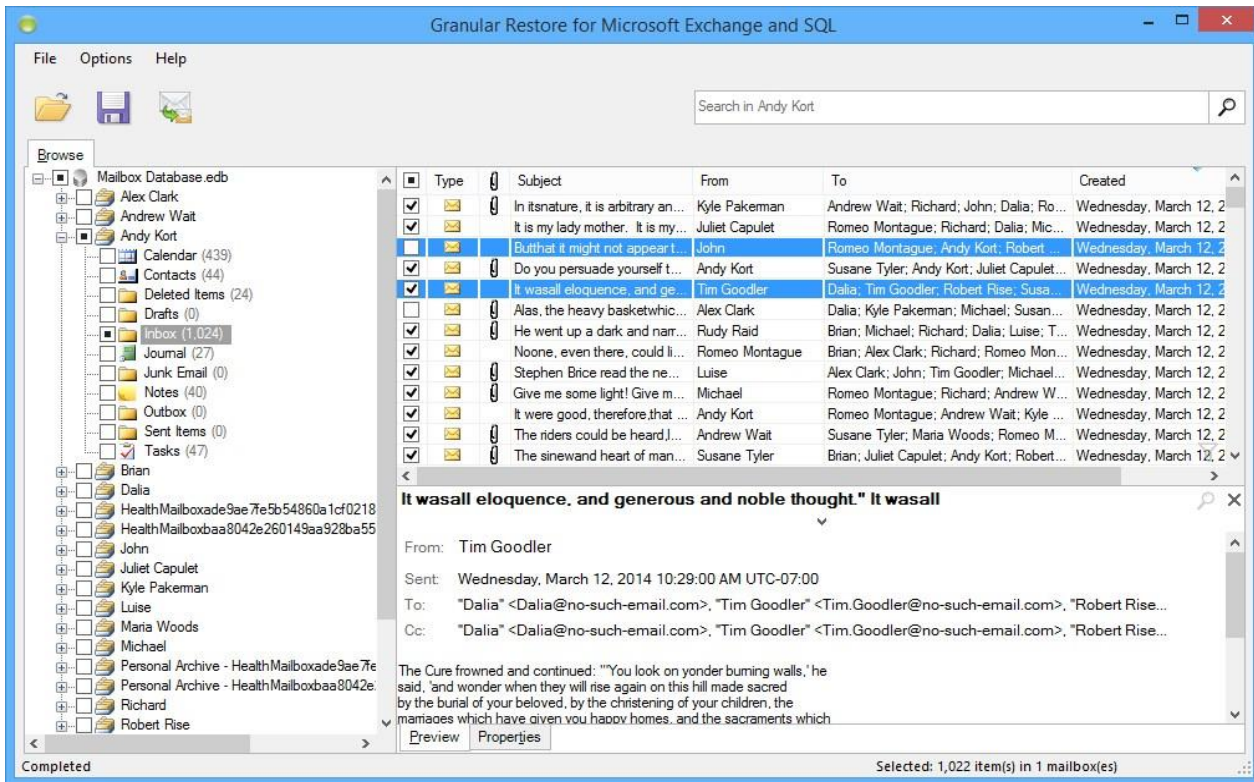 Granular Restore for Microsoft Exchange and SQL
File Options Help
Search in Andy Kort
Browse
Mailbox Database.edb
Alex Clark
Andrew Wait
Andy Kort
Calendar (439)
Contacts (44)
Deleted Items (24)
Drafts (0)
Inbox (1,024)
Journal (27)
Junk Email (0)
Notes (40)
Outbox (0)
Sent Items (0)
Tasks (47)
Brian
Dalia
HealthMailboxade9ae7fe5b54860a1cf0218
HealthMailboxbaa8042e260149aa928ba55
John
Juliet Capulet
Kyle Pakerman
Luise
Maria Woods
Michael
Personal Archive - HealthMailboxade9ae7fe
Personal Archive - HealthMailboxbaa8042e
Richard
Robert Rise
Type Subject From To Created
In itsnature, it is arbitrary an... Kyle Pakerman Andrew Wait; Richard; John; Dalia; Ro... Wednesday, March 12, 2
It is my lady mother. It is my... Juliet Capulet Romeo Montague; Richard; Dalia; Mic... Wednesday, March 12, 2
Butthat it might not appear t... John Romeo Montague; Andy Kort; Robert ... Wednesday, March 12, 2
Do you persuade yourself t... Andy Kort Susane Tyler; Andy Kort; Juliet Capulet... Wednesday, March 12, 2
It wasall eloquence, and ge... Tim Goodler Dalia; Tim Goodler; Robert Rise; Susa... Wednesday, March 12, 2
Alas, the heavy basketwhic... Alex Clark Dalia; Kyle Pakerman; Michael; Susan... Wednesday, March 12, 2
He went up a dark and narr... Rudy Raid Brian; Michael; Richard; Dalia; Luise; T... Wednesday, March 12, 2
Noone, even there, could li... Romeo Montague Brian; Alex Clark; Richard; Romeo Mon... Wednesday, March 12, 2
Stephen Brice read the ne... Luise Alex Clark; John; Tim Goodler; Michael... Wednesday, March 12, 2
Give me some light! Give m... Michael Romeo Montague; Richard; Andrew W... Wednesday, March 12, 2
It were good, therefore,that ... Andy Kort Romeo Montague; Andrew Wait; Kyle ... Wednesday, March 12, 2
The riders could be heard,l... Andrew Wait Susane Tyler; Maria Woods; Romeo M... Wednesday, March 12, 2
The sinewand heart of man... Susane Tyler Brian; Juliet Capulet; Andy Kort; Robert... Wednesday, March 12, 2
It wasall eloquence, and generous and noble thought." It wasall
From: Tim Goodler
Sent: Wednesday, March 12, 2014 10:29:00 AM UTC-07:00
To: "Dalia" <Dalia@no-such-email.com>, "Tim Goodler" <Tim.Goodler@no-such-email.com>, "Robert Rise...
Cc: "Dalia" <Dalia@no-such-email.com>, "Tim Goodler" <Tim.Goodler@no-such-email.com>, "Robert Rise...
The Cure frowned and continued: "'You look on yonder burning walls,' he
said, 'and wonder when they will rise again on this hill made sacred
by the burial of your beloved, by the christening of your children, the
marriages which have given you happy homes, and the sacraments which
Preview Properties
Completed Selected: 1,022 item(s) in 1 mailbox(es)